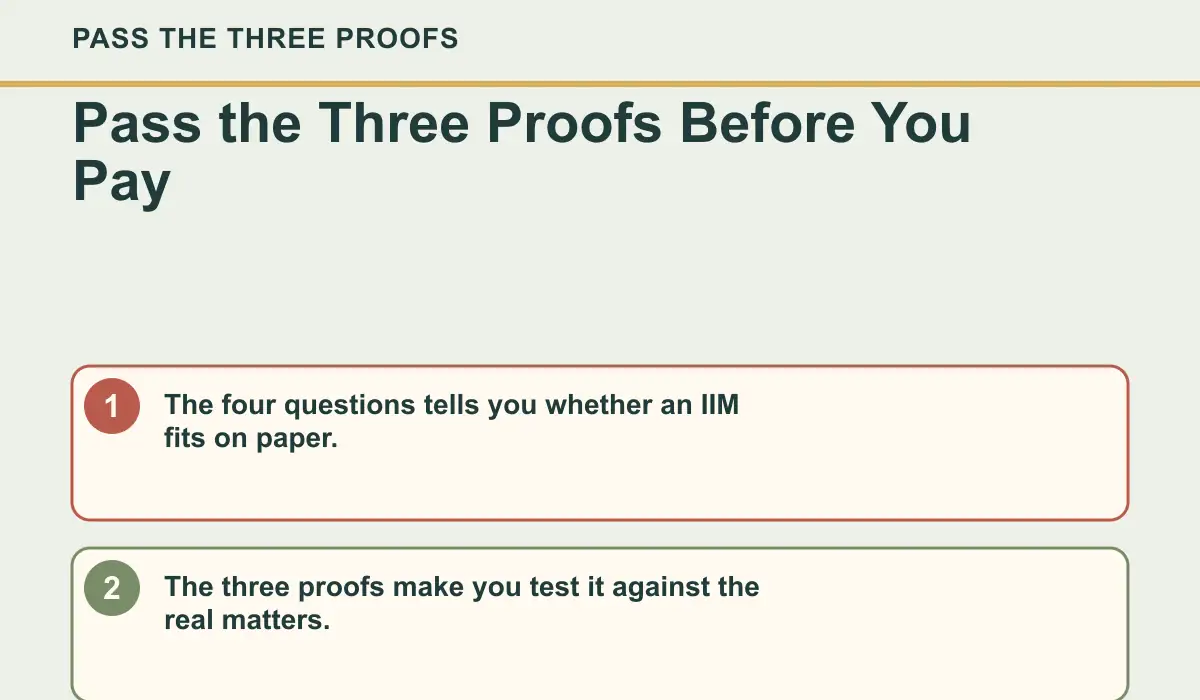 PASS THE THREE PROOFS
Pass the Three Proofs Before You
Pay
1
The four questions tells you whether an IIM
fits on paper.
2
The three proofs make you test it against the
real matters.